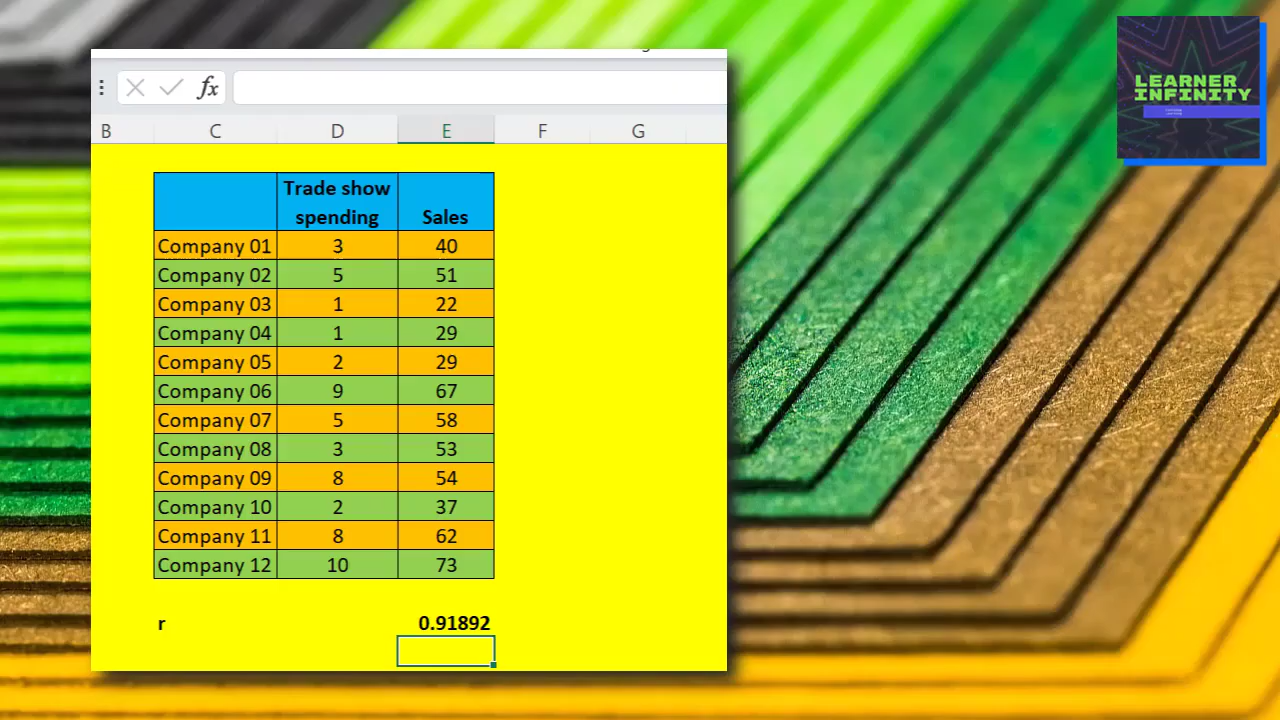 LEARNER
INFINITY
fx
B C D E F G
Trade show
spending Sales
Company 01 3 40
Company 02 5 51
Company 03 1 22
Company 04 1 29
Company 05 2 29
Company 06 9 67
Company 07 5 58
Company 08 3 53
Company 09 8 54
Company 10 2 37
Company 11 8 62
Company 12 10 73
r 0.91892